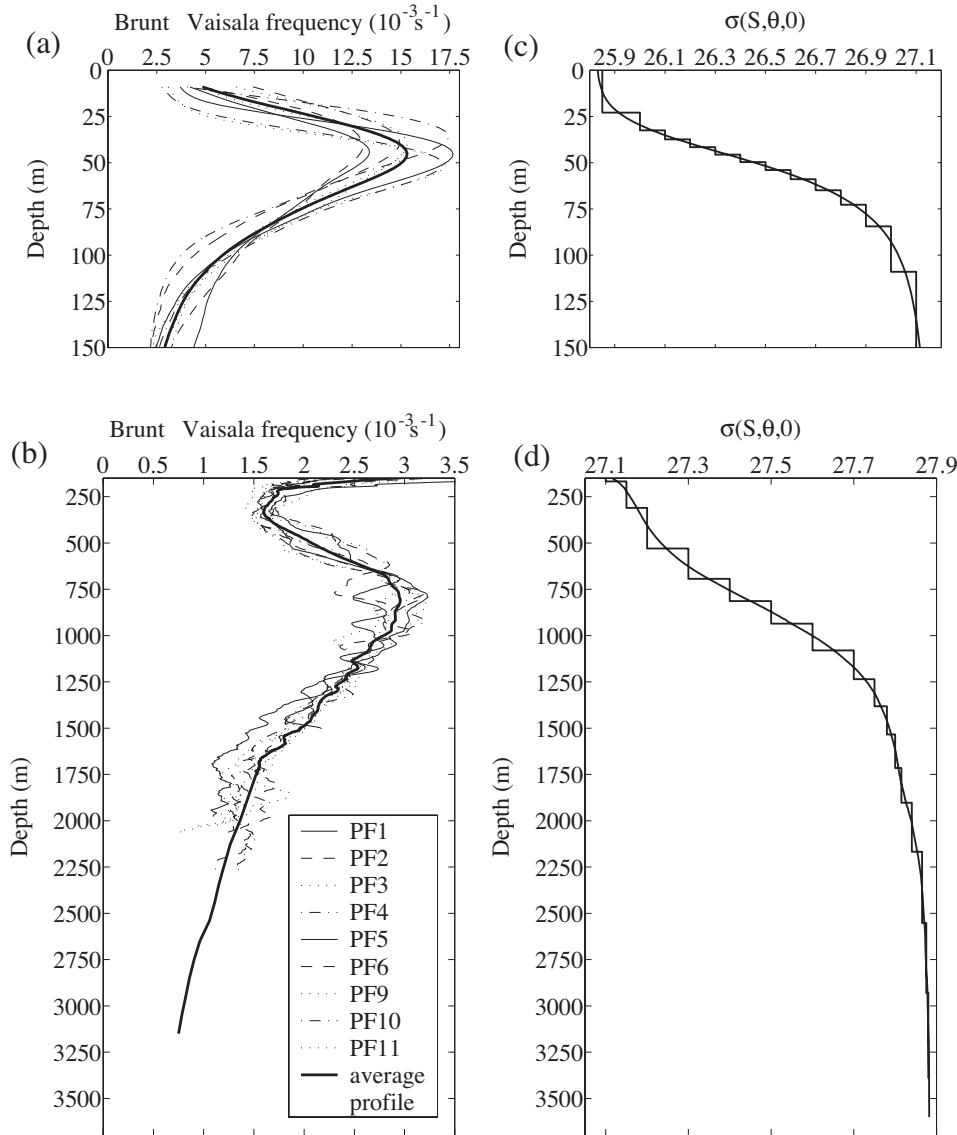 (a)
Brunt Vaisala frequency (10⁻³s⁻¹)
0 2.5 5 7.5 10 12.5 15 17.5
0
25
50
75
100
125
150
Depth (m)
(c)
σ(S,θ,0)
25.9 26.1 26.3 26.5 26.7 26.9 27.1
0
25
50
75
100
125
150
Depth (m)
(b)
Brunt Vaisala frequency (10⁻³s⁻¹)
0 0.5 1 1.5 2 2.5 3 3.5
250
500
750
1000
1250
1500
1750
2000
2250
2500
2750
3000
3250
3500
Depth (m)
PF1
PF2
PF3
PF4
PF5
PF6
PF9
PF10
PF11
average
profile
(d)
σ(S,θ,0)
27.1 27.3 27.5 27.7 27.9
250
500
750
1000
1250
1500
1750
2000
2250
2500
2750
3000
3250
3500
Depth (m)